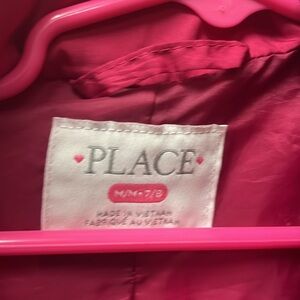 ♥PLACE♥
M/M•7/8
MADE IN VIETNAM
FABRIQUÉ AU VIETNAM